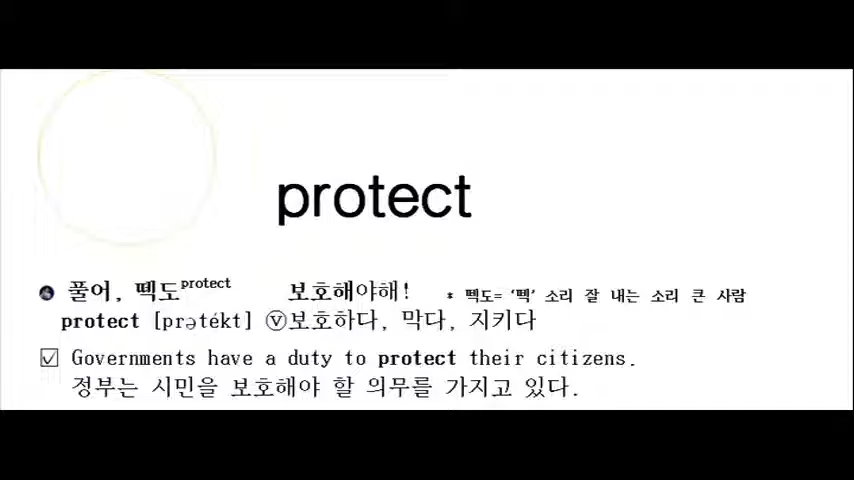 protect
풀어, 떽도protect 보호해야해! * 떽도= ‘떽’ 소리 잘 내는 소리 큰 사람
protect [prətékt] ⓥ보호하다, 막다, 지키다
☑ Governments have a duty to protect their citizens.
정부는 시민을 보호해야 할 의무를 가지고 있다.